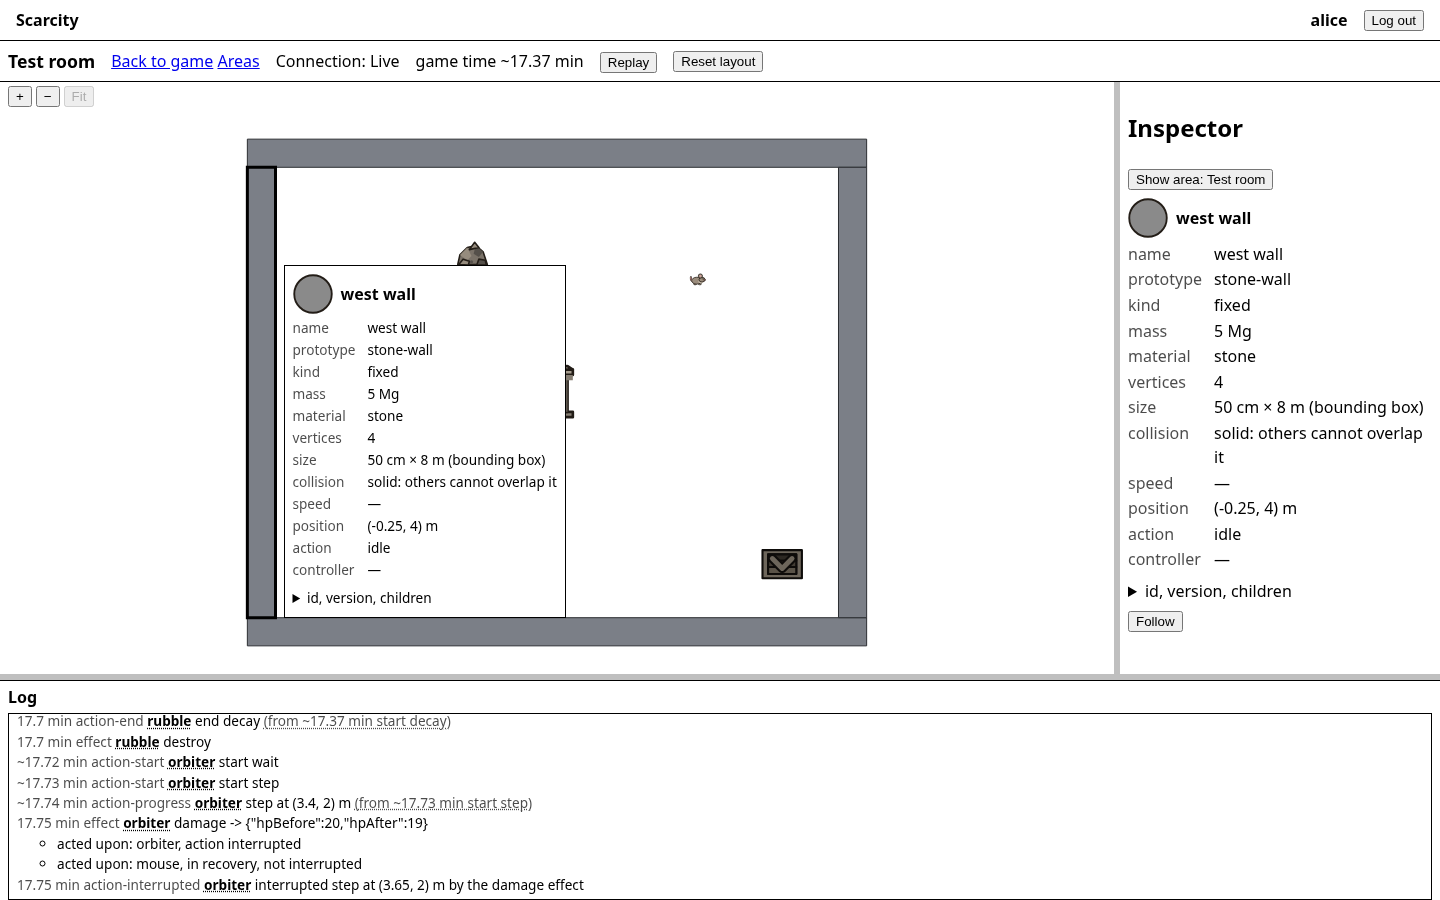 Scarcity
alice
Log out
Test room
Back to game Areas
Connection: Live
game time ~17.37 min
Replay
Reset layout
+
−
Fit
west wall
name west wall
prototype stone-wall
kind fixed
mass 5 Mg
material stone
vertices 4
size 50 cm × 8 m (bounding box)
collision solid: others cannot overlap it
speed —
position (-0.25, 4) m
action idle
controller —
▶ id, version, children
Inspector
Show area: Test room
west wall
name west wall
prototype stone-wall
kind fixed
mass 5 Mg
material stone
vertices 4
size 50 cm × 8 m (bounding box)
collision solid: others cannot overlap
it
speed —
position (-0.25, 4) m
action idle
controller —
▶ id, version, children
Follow
Log
17.7 min action-end rubble end decay (from ~17.37 min start decay)
17.7 min effect rubble destroy
~17.72 min action-start orbiter start wait
~17.73 min action-start orbiter start step
~17.74 min action-progress orbiter step at (3.4, 2) m (from ~17.73 min start step)
17.75 min effect orbiter damage -> {"hpBefore":20,"hpAfter":19}
acted upon: orbiter, action interrupted
acted upon: mouse, in recovery, not interrupted
17.75 min action-interrupted orbiter interrupted step at (3.65, 2) m by the damage effect